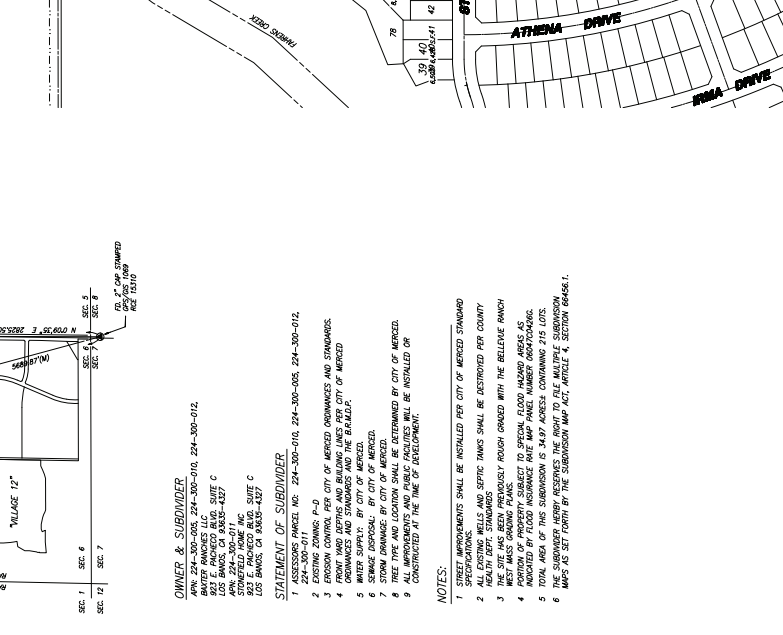 FAHRENS CREEK
78
42
41
40
39
ATHENA DRIVE
IRMA DRIVE
FD. 2" CAP STAMPED
GPS/GIS 1069
RCE 15310
SEC. 5
SEC. 8
SEC. 6
SEC. 7
N 0°09'35" E
5689.87'(M)
"VILLAGE 12"
SEC. 1
SEC. 6
SEC. 12
SEC. 7
OWNER & SUBDIVIDER
APN: 224-300-005, 224-300-010, 224-300-012,
BAXTER RANCHES LLC
923 E. PACHECO BLVD. SUITE C
LOS BANOS, CA 93635-4327
APN: 224-300-011
STONEFIELD HOME INC
923 E. PACHECO BLVD. SUITE C
LOS BANOS, CA 93635-4327
STATEMENT OF SUBDIVIDER
1 ASSESSORS PARCEL NO: 224-300-010, 224-300-005, 224-300-012,
224-300-011
2 EXISTING ZONING: P-D
3 EROSION CONTROL PER CITY OF MERCED ORDINANCES AND STANDARDS.
4 FRONT YARD DEPTHS AND BUILDING LINES PER CITY OF MERCED
ORDINANCES AND STANDARDS AND THE B.R.M.D.P.
5 WATER SUPPLY: BY CITY OF MERCED.
6 SEWAGE DISPOSAL: BY CITY OF MERCED.
7 STORM DRAINAGE: BY CITY OF MERCED.
8 TREE TYPE AND LOCATION SHALL BE DETERMINED BY CITY OF MERCED.
9 ALL IMPROVEMENTS AND PUBLIC FACILITIES WILL BE INSTALLED OR
CONSTRUCTED AT THE TIME OF DEVELOPMENT.
NOTES:
1 STREET IMPROVEMENTS SHALL BE INSTALLED PER CITY OF MERCED STANDARD
SPECIFICATIONS.
2 ALL EXISTING WELLS AND SEPTIC TANKS SHALL BE DESTROYED PER COUNTY
HEALTH DEPT. STANDARDS
3 THE SITE HAS BEEN PREVIOUSLY ROUGH GRADED WITH THE BELLEVUE RANCH
WEST MASS GRADING PLANS.
4 PORTION OF PROPERTY SUBJECT TO SPECIAL FLOOD HAZARD AREAS AS
INDICATED BY FLOOD INSURANCE RATE MAP PANEL NUMBER 06047C0426G.
5 TOTAL AREA OF THIS SUBDIVISION IS 34.97 ACRES± CONTAINING 215 LOTS.
6 THE SUBDIVIDER HERBY RESERVES THE RIGHT TO FILE MULTIPLE SUBDIVISION
MAPS AS SET FORTH BY THE SUBDIVISION MAP ACT, ARTICLE 4, SECTION 66456.1.